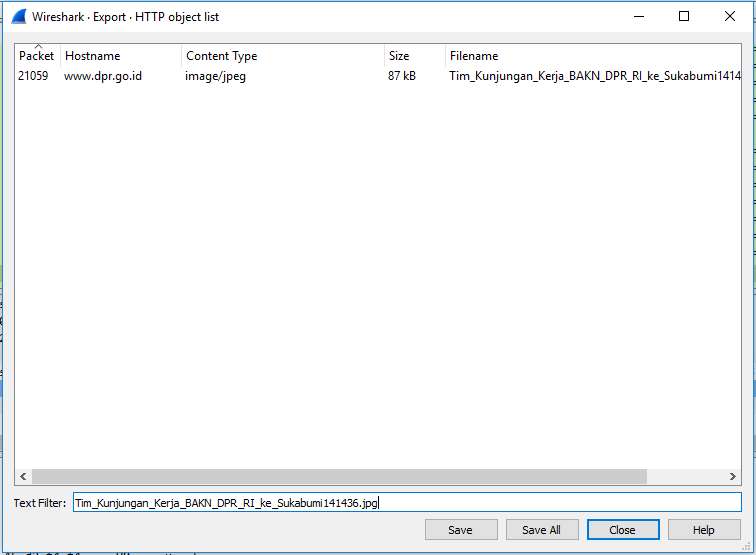 Wireshark · Export · HTTP object list
Packet Hostname Content Type Size Filename
21059 www.dpr.go.id image/jpeg 87 kB Tim_Kunjungan_Kerja_BAKN_DPR_RI_ke_Sukabumi1414
Text Filter: Tim_Kunjungan_Kerja_BAKN_DPR_RI_ke_Sukabumi141436.jpg
Save Save All Close Help